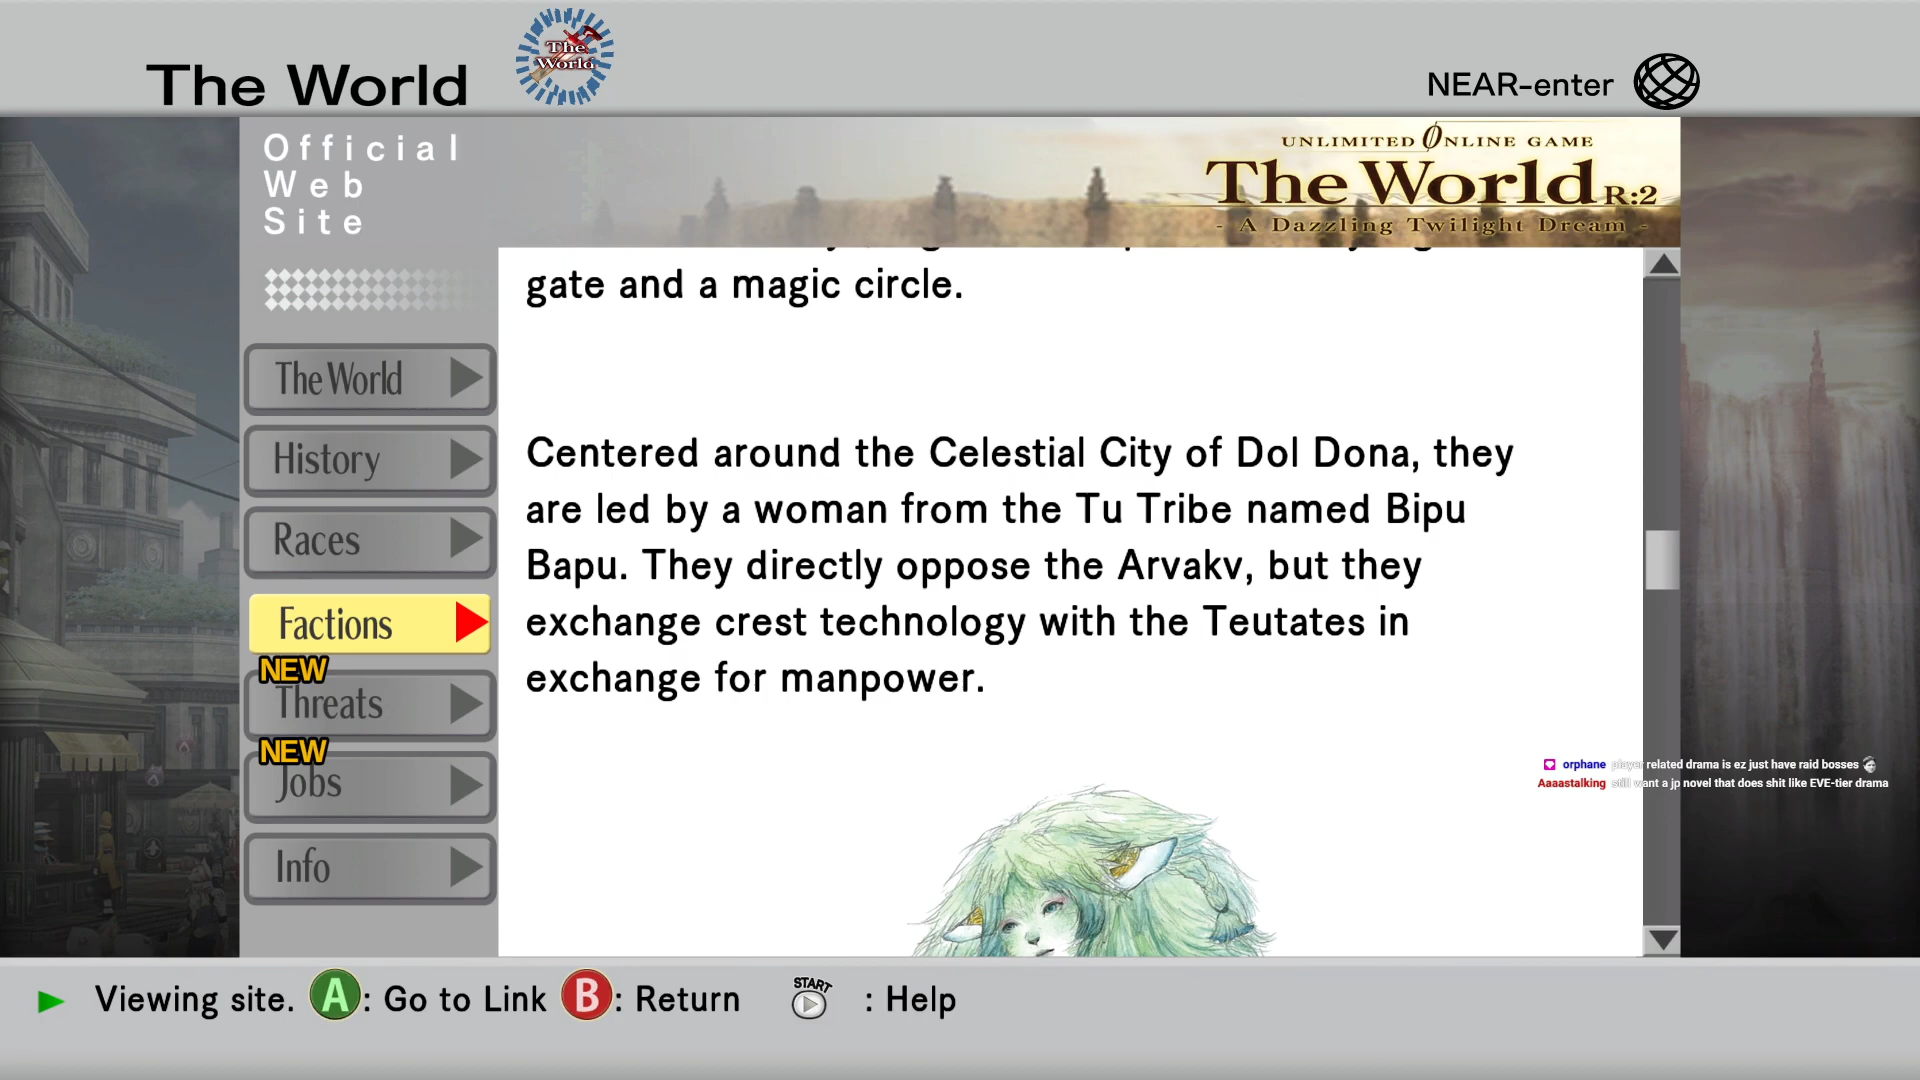 The World
The World
NEAR-enter
Official
Web
Site
UNLIMITED ONLINE GAME
The World R:2
- A Dazzling Twilight Dream -
gate and a magic circle.
The World
History
Races
Factions
NEW
Threats
NEW
Jobs
Info
Centered around the Celestial City of Dol Dona, they
are led by a woman from the Tu Tribe named Bipu
Bapu. They directly oppose the Arvakv, but they
exchange crest technology with the Teutates in
exchange for manpower.
orphane player related drama is ez just have raid bosses
Aaaastalking still want a jp novel that does shit like EVE-tier drama
Viewing site. A : Go to Link B : Return START : Help